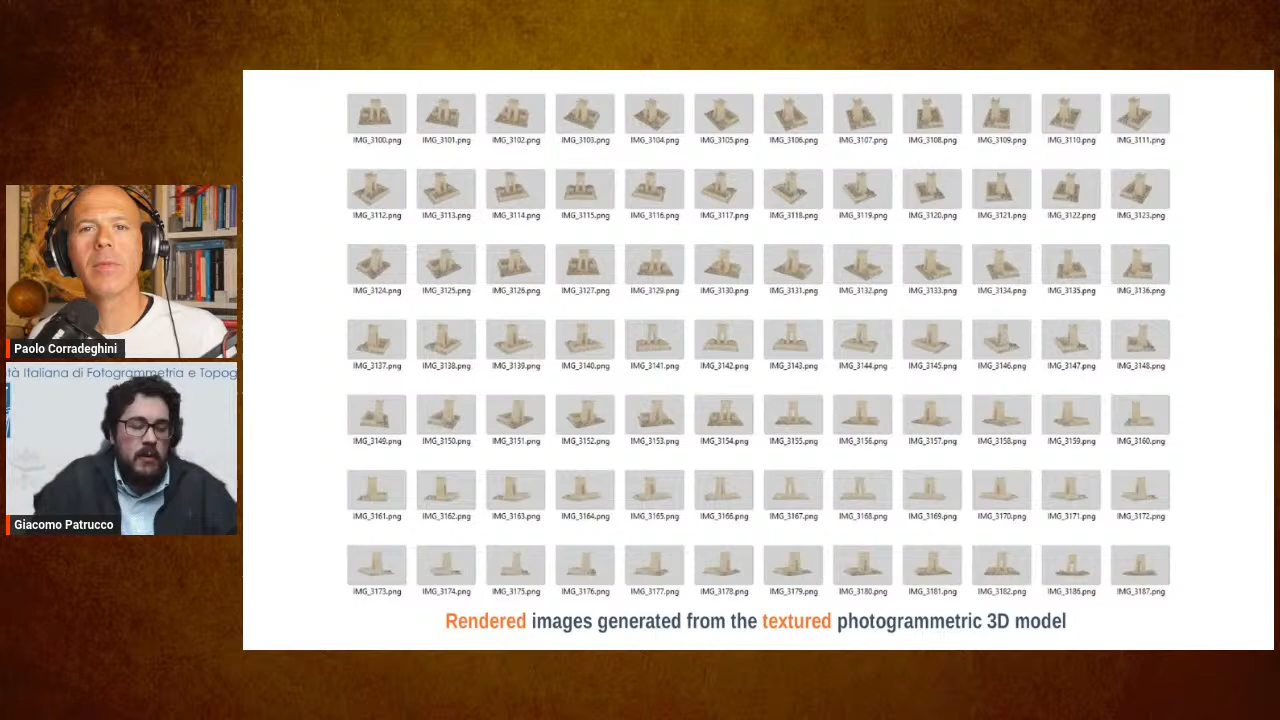 IMG_3100.png IMG_3101.png IMG_3102.png IMG_3103.png IMG_3104.png IMG_3105.png IMG_3106.png IMG_3107.png IMG_3108.png IMG_3109.png IMG_3110.png IMG_3111.png
IMG_3112.png IMG_3113.png IMG_3114.png IMG_3115.png IMG_3116.png IMG_3117.png IMG_3118.png IMG_3119.png IMG_3120.png IMG_3121.png IMG_3122.png IMG_3123.png
IMG_3124.png IMG_3125.png IMG_3126.png IMG_3127.png IMG_3129.png IMG_3130.png IMG_3131.png IMG_3132.png IMG_3133.png IMG_3134.png IMG_3135.png IMG_3136.png
IMG_3137.png IMG_3138.png IMG_3139.png IMG_3140.png IMG_3141.png IMG_3142.png IMG_3143.png IMG_3144.png IMG_3145.png IMG_3146.png IMG_3147.png IMG_3148.png
IMG_3149.png IMG_3150.png IMG_3151.png IMG_3152.png IMG_3153.png IMG_3154.png IMG_3155.png IMG_3156.png IMG_3157.png IMG_3158.png IMG_3159.png IMG_3160.png
IMG_3161.png IMG_3162.png IMG_3163.png IMG_3164.png IMG_3165.png IMG_3166.png IMG_3167.png IMG_3168.png IMG_3169.png IMG_3170.png IMG_3171.png IMG_3172.png
IMG_3173.png IMG_3174.png IMG_3175.png IMG_3176.png IMG_3177.png IMG_3178.png IMG_3179.png IMG_3180.png IMG_3181.png IMG_3182.png IMG_3186.png IMG_3187.png
Rendered images generated from the textured photogrammetric 3D model
Paolo Corradeghini
tà Italiana di Fotogrammetria e Topog
Giacomo Patrucco